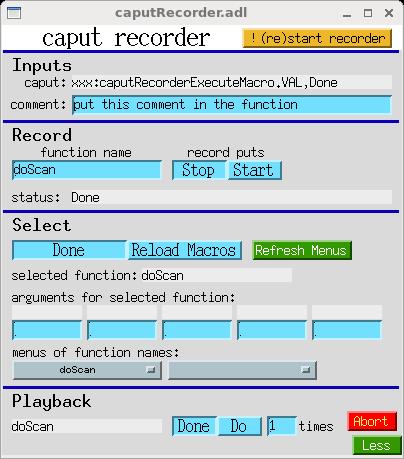 caputRecorder.adl
caput recorder
!(re)start recorder
Inputs
caput: xxx:caputRecorderExecuteMacro.VAL,Done
comment: put this comment in the function
Record
function name record puts
doScan Stop Start
status: Done
Select
Done Reload Macros Refresh Menus
selected function: doScan
arguments for selected function:
menus of function names:
doScan
Playback
doScan Done Do 1 times Abort
Less